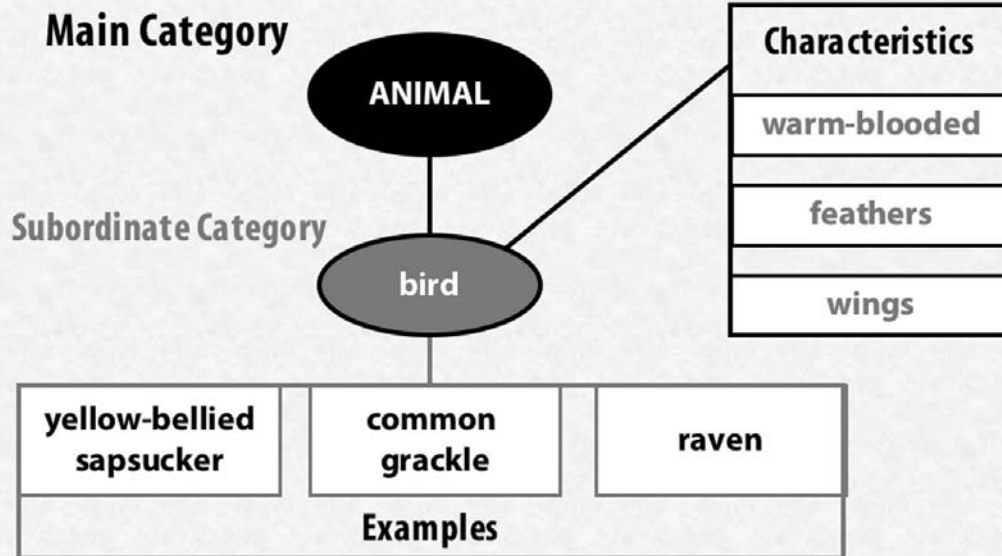 Main Category
ANIMAL
Characteristics
warm-blooded
feathers
wings
Subordinate Category
bird
yellow-bellied
sapsucker
common
grackle
raven
Examples